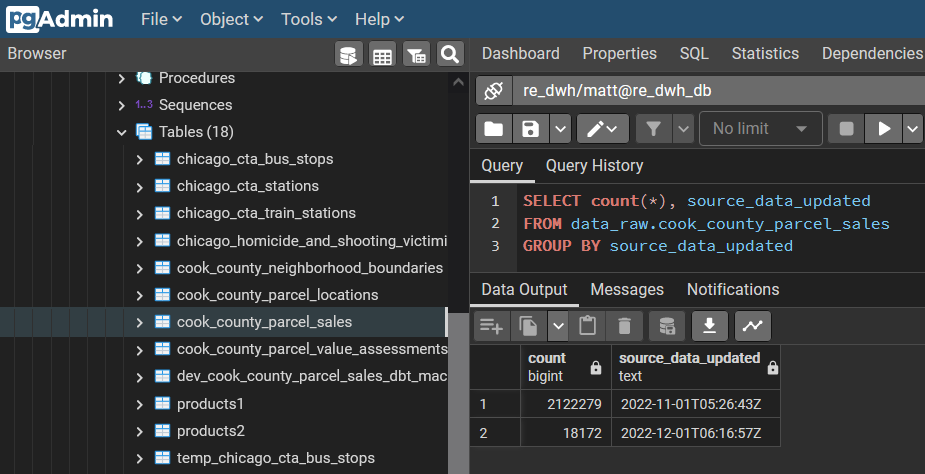 pgAdmin File Object Tools Help
Browser
Procedures
1..3 Sequences
Tables (18)
chicago_cta_bus_stops
chicago_cta_stations
chicago_cta_train_stations
chicago_homicide_and_shooting_victimi
cook_county_neighborhood_boundaries
cook_county_parcel_locations
cook_county_parcel_sales
cook_county_parcel_value_assessments
dev_cook_county_parcel_sales_dbt_mac
products1
products2
temp_chicago_cta_bus_stops
Dashboard Properties SQL Statistics Dependencies
re_dwh/matt@re_dwh_db
No limit
Query Query History
1 SELECT count(*), source_data_updated
2 FROM data_raw.cook_county_parcel_sales
3 GROUP BY source_data_updated
Data Output Messages Notifications
count source_data_updated
bigint text
1 2122279 2022-11-01T05:26:43Z
2 18172 2022-12-01T06:16:57Z